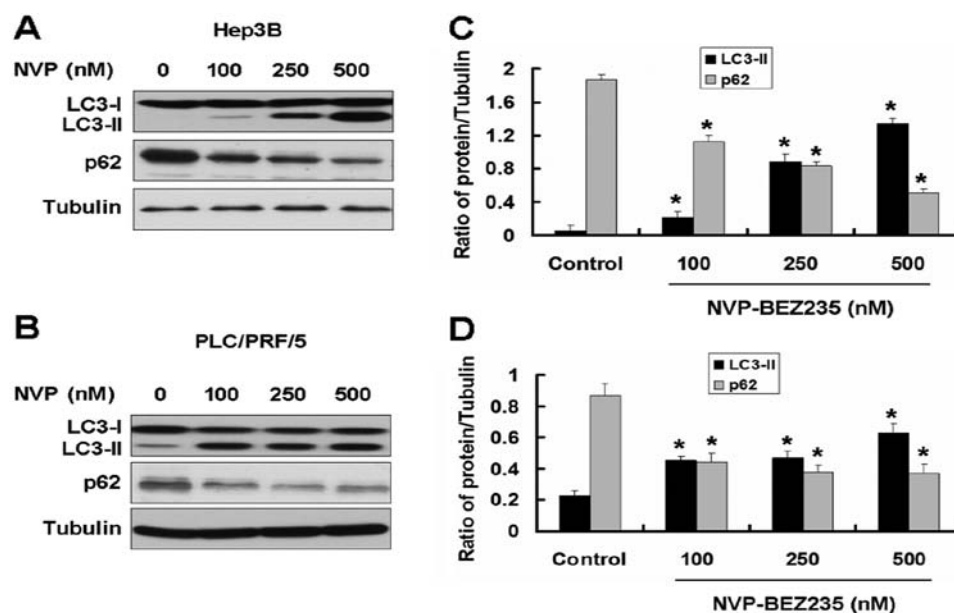 A
Hep3B
NVP (nM) 0 100 250 500
LC3-I
LC3-II
p62
Tubulin
B
PLC/PRF/5
NVP (nM) 0 100 250 500
LC3-I
LC3-II
p62
Tubulin
C
LC3-II
p62
Ratio of protein/Tubulin
2
1.6
1.2
0.8
0.4
0
* * * * * *
Control 100 250 500
NVP-BEZ235 (nM)
D
LC3-II
p62
Ratio of protein/Tubulin
1
0.8
0.6
0.4
0.2
0
* * * * * *
Control 100 250 500
NVP-BEZ235 (nM)